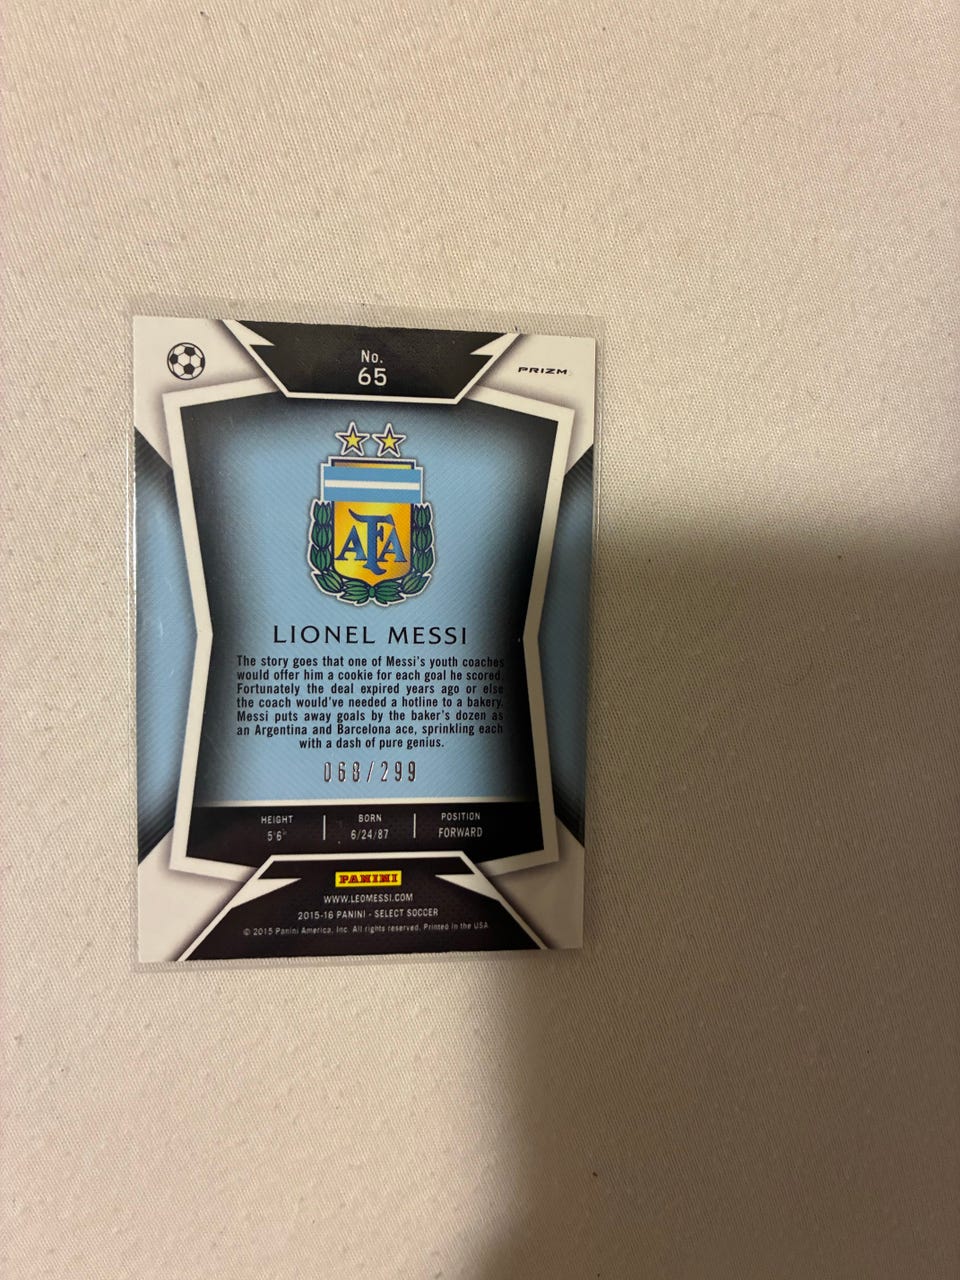 No.
65
PRIZM
AFA
LIONEL MESSI
The story goes that one of Messi's youth coaches
would offer him a cookie for each goal he scored.
Fortunately the deal expired years ago or else
the coach would've needed a hotline to a bakery.
Messi puts away goals by the baker's dozen as
an Argentina and Barcelona ace, sprinkling each
with a dash of pure genius.
068/299
HEIGHT BORN POSITION
5'6" 6/24/87 FORWARD
PANINI
WWW.LEOMESSI.COM
2015-16 PANINI - SELECT SOCCER
© 2015 Panini America, Inc. All rights reserved. Printed in the USA